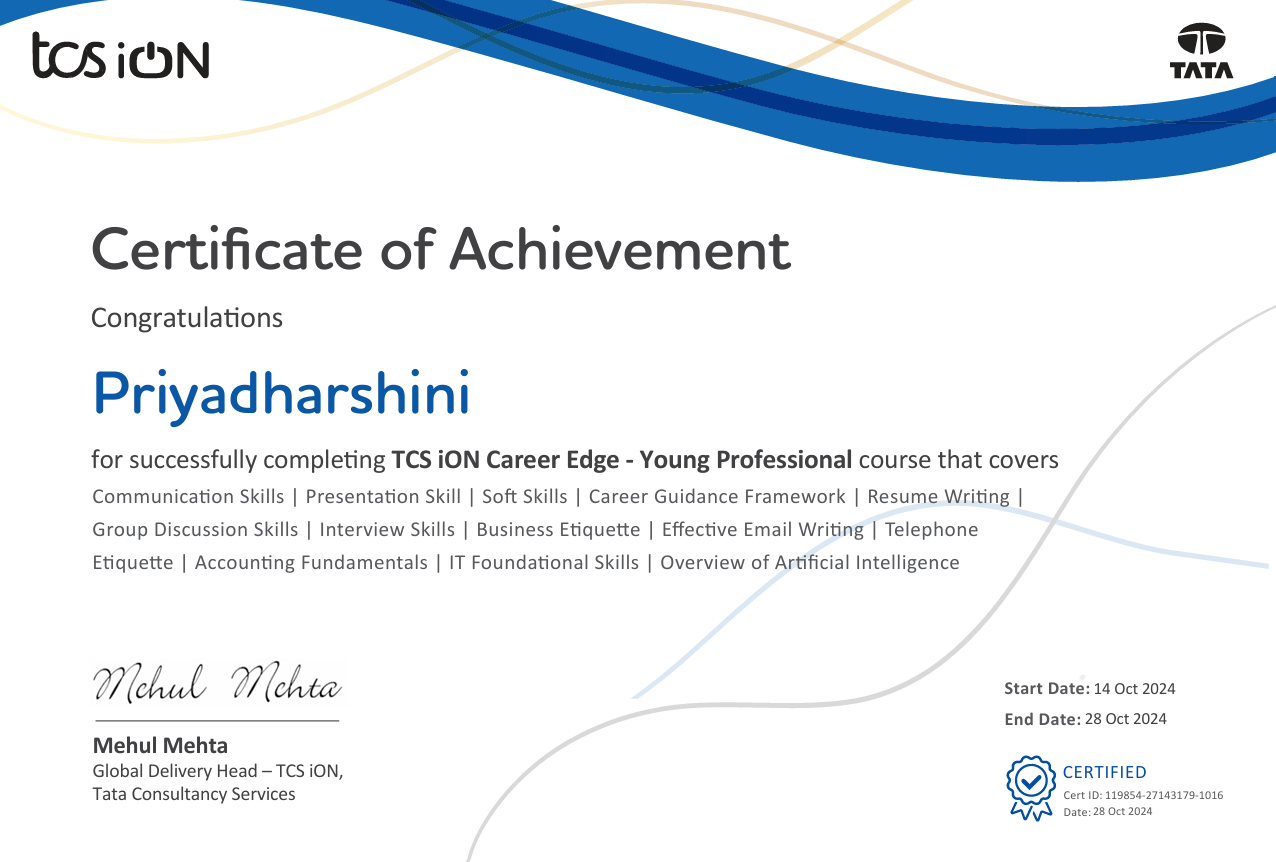 tcs iON
TATA
Certificate of Achievement
Congratulations
Priyadharshini
for successfully completing TCS iON Career Edge - Young Professional course that covers
Communication Skills | Presentation Skill | Soft Skills | Career Guidance Framework | Resume Writing |
Group Discussion Skills | Interview Skills | Business Etiquette | Effective Email Writing | Telephone
Etiquette | Accounting Fundamentals | IT Foundational Skills | Overview of Artificial Intelligence
Mehul Mehta
Mehul Mehta
Global Delivery Head – TCS iON,
Tata Consultancy Services
Start Date: 14 Oct 2024
End Date: 28 Oct 2024
CERTIFIED
Cert ID: 119854-27143179-1016
Date: 28 Oct 2024